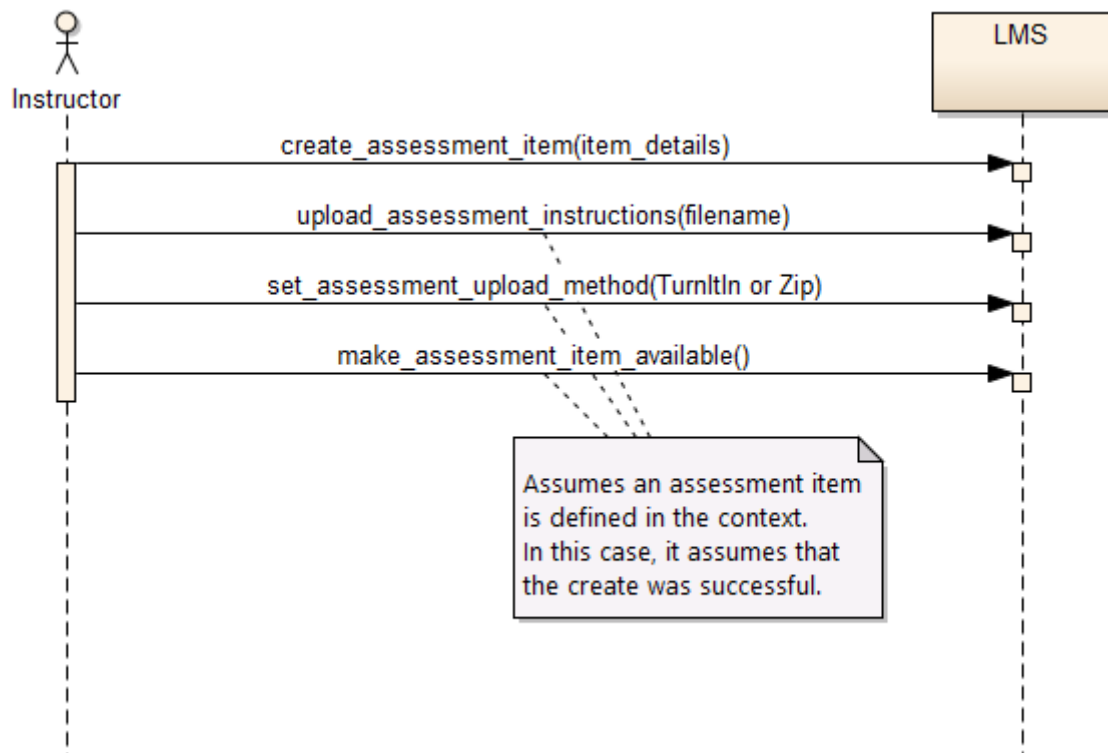 LMS
Instructor
create_assessment_item(item_details)
upload_assessment_instructions(filename)
set_assessment_upload_method(TurnItIn or Zip)
make_assessment_item_available()
Assumes an assessment item
is defined in the context.
In this case, it assumes that
the create was successful.